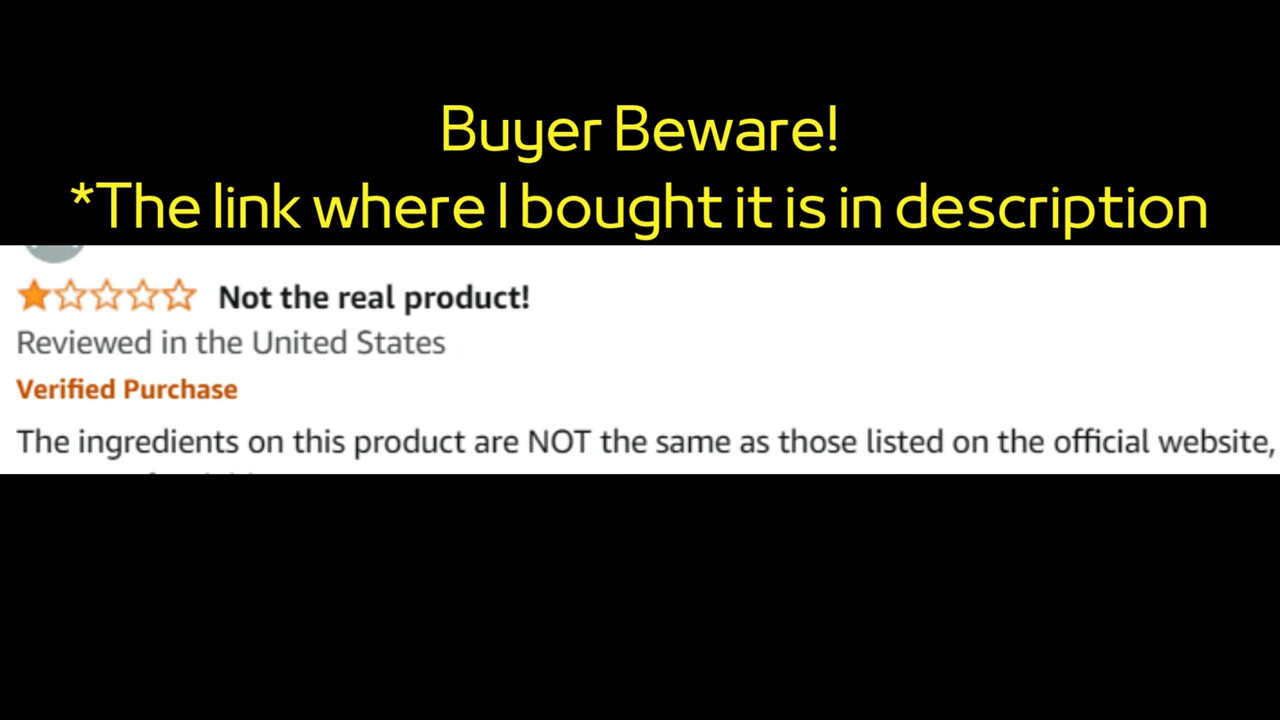 Buyer Beware!
*The link where I bought it is in description
Not the real product!
Reviewed in the United States
Verified Purchase
The ingredients on this product are NOT the same as those listed on the official website,